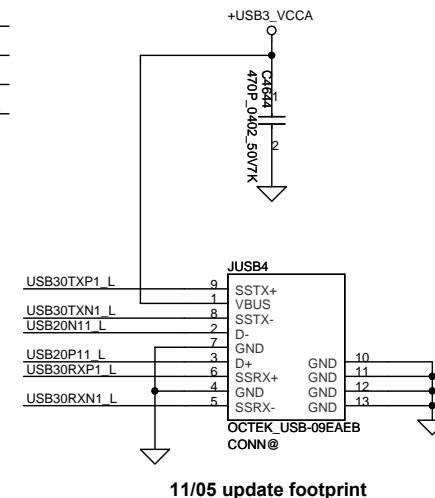 +USB3_VCCA
C4644
470P_0402_50V7K
1
2
JUSB4
USB30TXP1_L
9
SSTX+
1
VBUS
USB30TXN1_L
8
SSTX-
USB20N11_L
2
D-
7
GND
USB20P11_L
3
D+
GND
10
USB30RXP1_L
6
SSRX+
GND
11
4
GND
GND
12
USB30RXN1_L
5
SSRX-
GND
13
OCTEK_USB-09EAEB
CONN@
11/05 update footprint